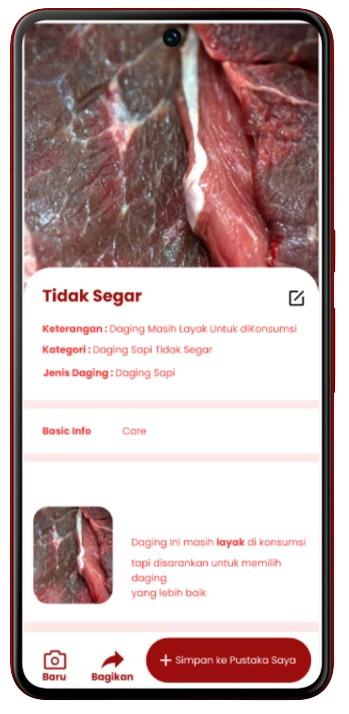 Tidak Segar
Keterangan : Daging Masih Layak Untuk diKonsumsi
Kategori : Daging Sapi Tidak Segar
Jenis Daging : Daging Sapi
Basic Info Care
Daging Ini masih layak di konsumsi
tapi disarankan untuk memilih
daging
yang lebih baik
Baru Bagikan + Simpan ke Pustaka Saya